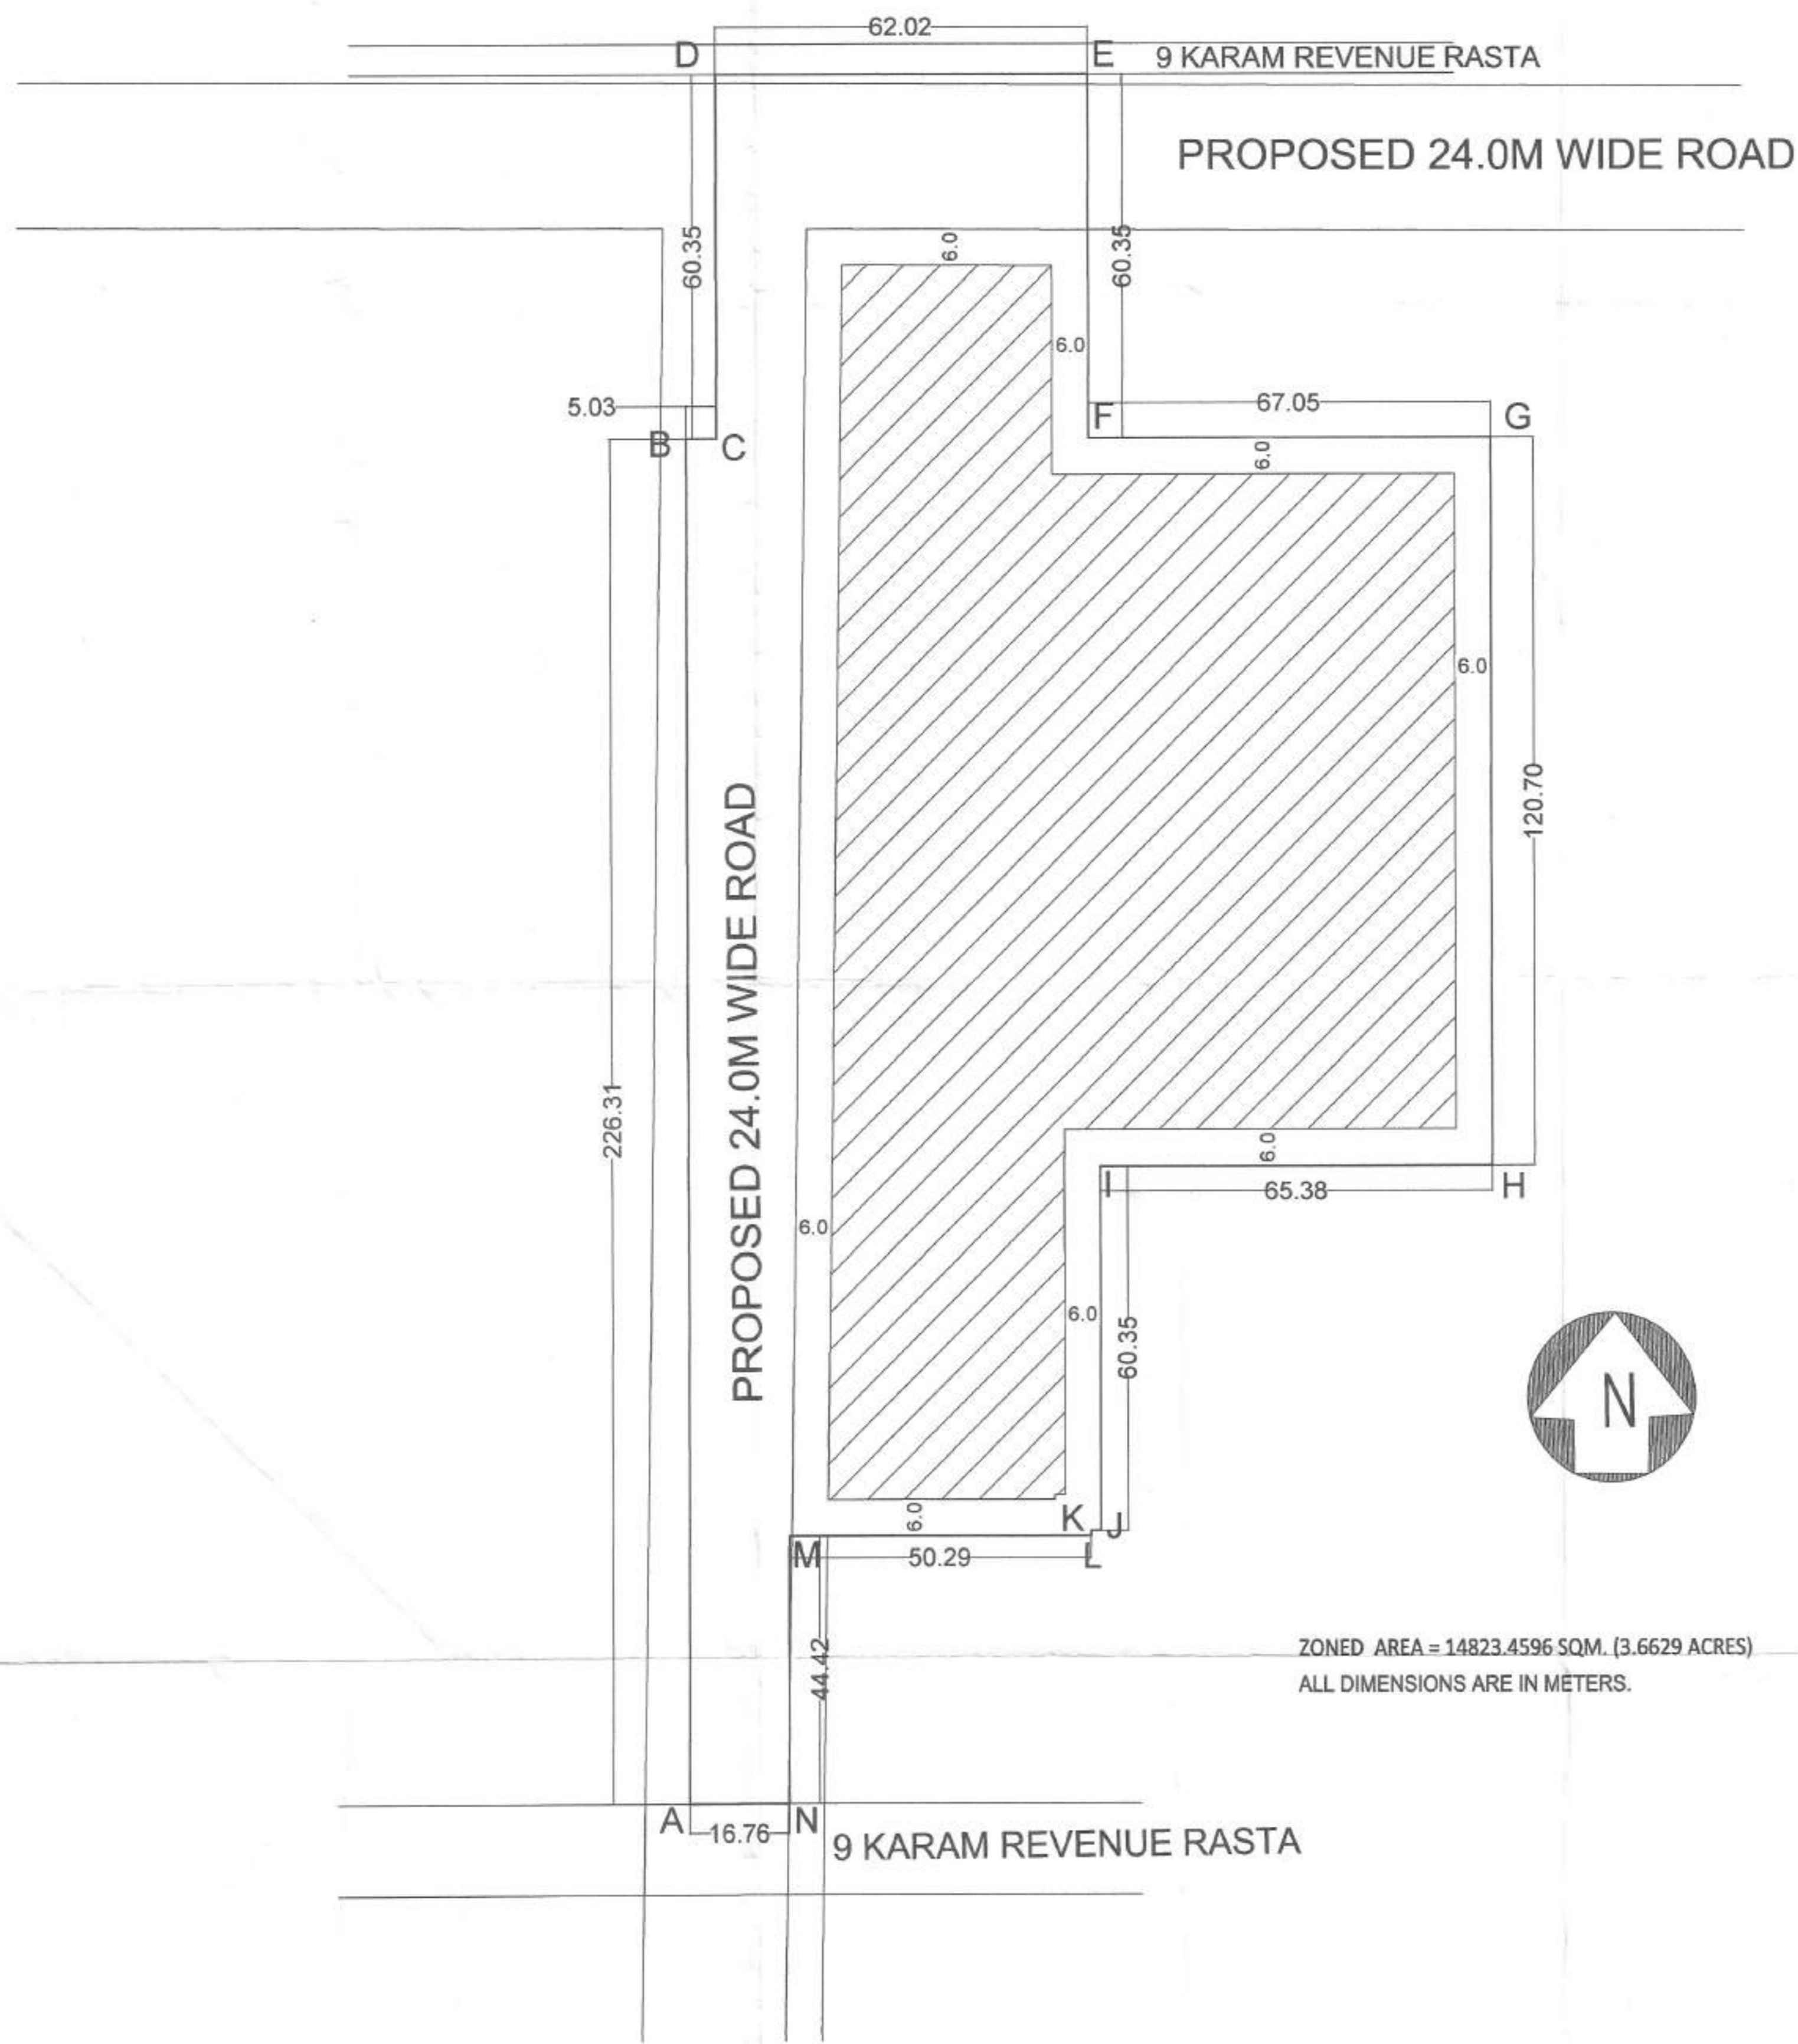 62.02
D
E
9 KARAM REVENUE RASTA
PROPOSED 24.0M WIDE ROAD
60.35
6.0
60.35
6.0
5.03
67.05
B
C
F
G
6.0
6.0
120.70
PROPOSED 24.0M WIDE ROAD
226.31
6.0
6.0
I
65.38
H
6.0
60.35
N
6.0
K
J
M
50.29
L
44.42
ZONED AREA = 14823.4596 SQM. (3.6629 ACRES)
ALL DIMENSIONS ARE IN METERS.
A
16.76
N
9 KARAM REVENUE RASTA